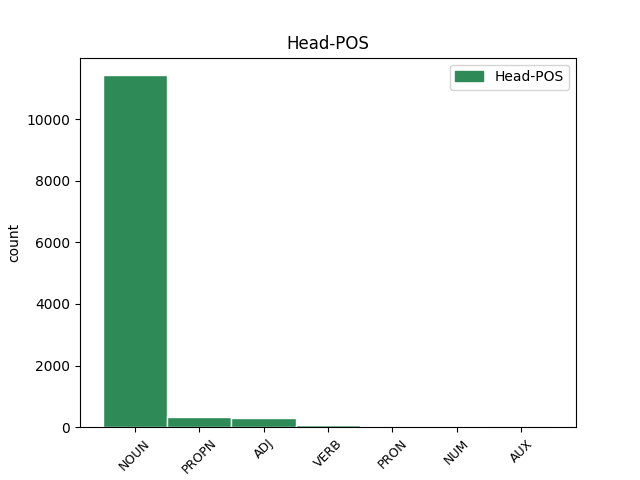 Head-POS
Head-POS
10000
8000
6000
4000
2000
0
count
NOUN
PROPN
ADJ
VERB
PRON
NUM
AUX